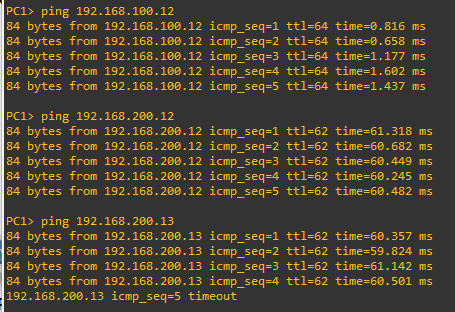 PC1> ping 192.168.100.12
84 bytes from 192.168.100.12 icmp_seq=1 ttl=64 time=0.816 ms
84 bytes from 192.168.100.12 icmp_seq=2 ttl=64 time=0.658 ms
84 bytes from 192.168.100.12 icmp_seq=3 ttl=64 time=1.177 ms
84 bytes from 192.168.100.12 icmp_seq=4 ttl=64 time=1.602 ms
84 bytes from 192.168.100.12 icmp_seq=5 ttl=64 time=1.437 ms
PC1> ping 192.168.200.12
84 bytes from 192.168.200.12 icmp_seq=1 ttl=62 time=61.318 ms
84 bytes from 192.168.200.12 icmp_seq=2 ttl=62 time=60.682 ms
84 bytes from 192.168.200.12 icmp_seq=3 ttl=62 time=60.449 ms
84 bytes from 192.168.200.12 icmp_seq=4 ttl=62 time=60.245 ms
84 bytes from 192.168.200.12 icmp_seq=5 ttl=62 time=60.482 ms
PC1> ping 192.168.200.13
84 bytes from 192.168.200.13 icmp_seq=1 ttl=62 time=60.357 ms
84 bytes from 192.168.200.13 icmp_seq=2 ttl=62 time=59.824 ms
84 bytes from 192.168.200.13 icmp_seq=3 ttl=62 time=61.142 ms
84 bytes from 192.168.200.13 icmp_seq=4 ttl=62 time=60.501 ms
192.168.200.13 icmp_seq=5 timeout